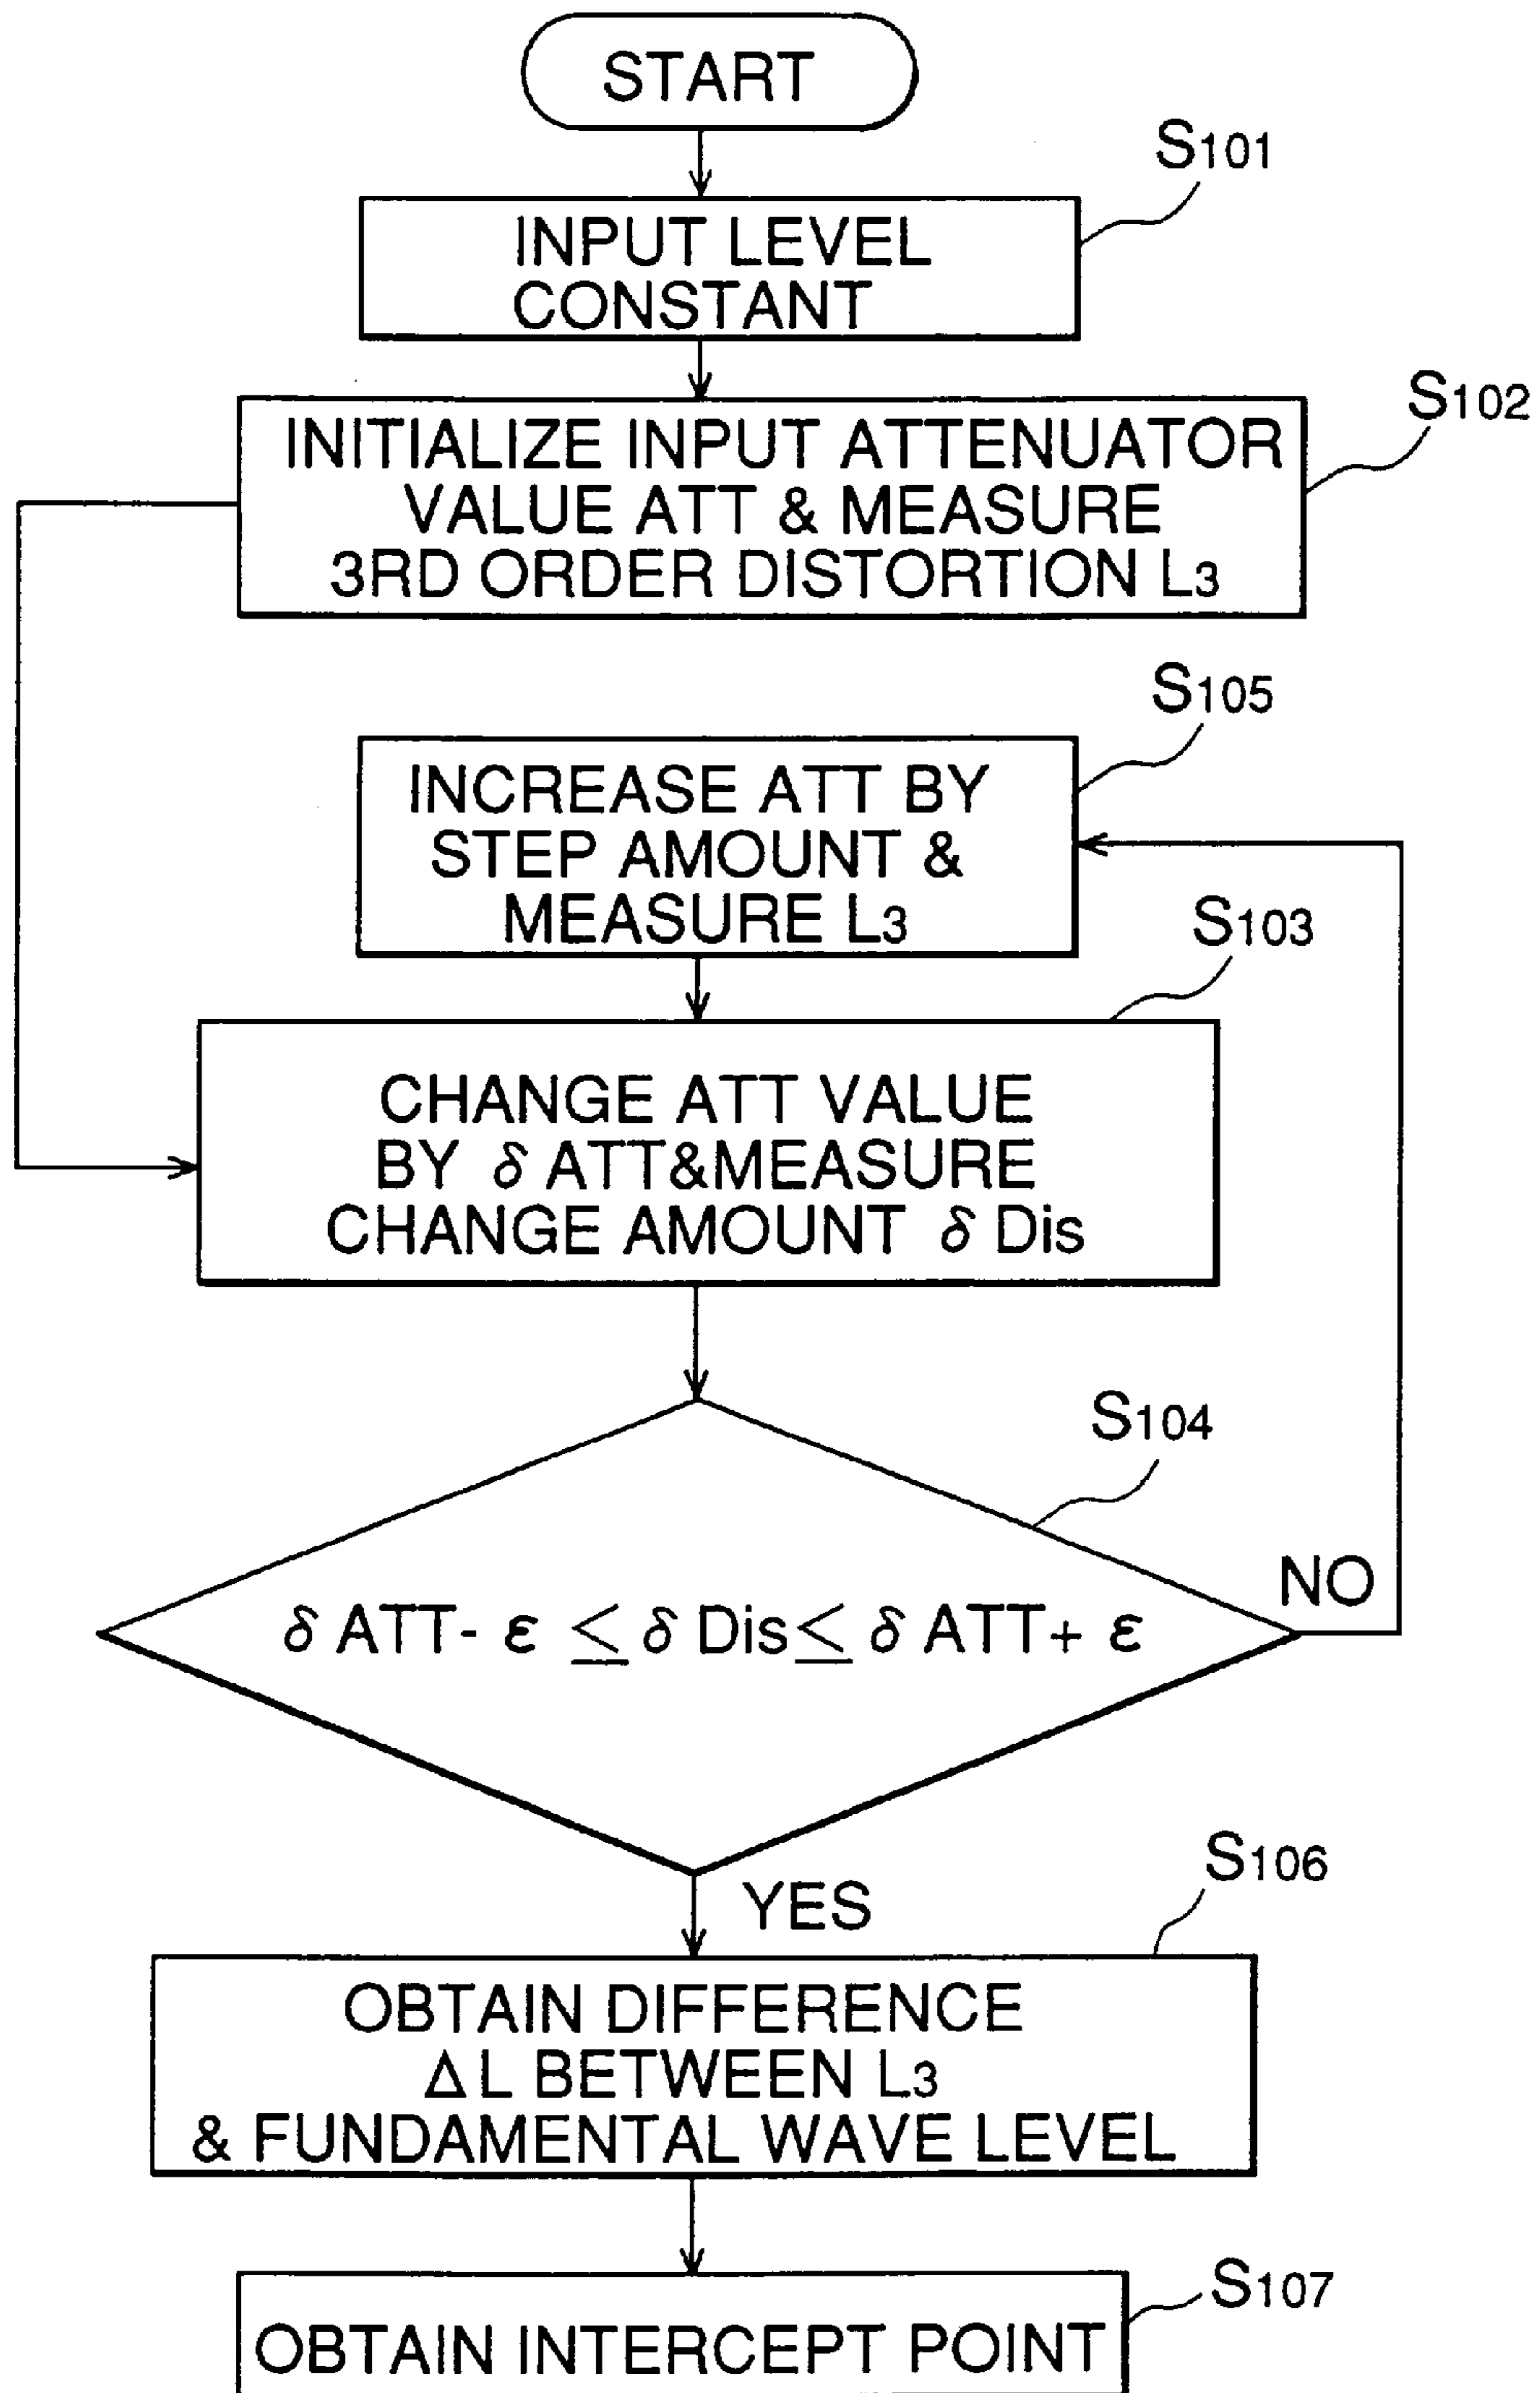 START
S101
INPUT LEVEL
CONSTANT
S102
INITIALIZE INPUT ATTENUATOR
VALUE ATT & MEASURE
3RD ORDER DISTORTION L3
S105
INCREASE ATT BY
STEP AMOUNT &
MEASURE L3
S103
CHANGE ATT VALUE
BY δ ATT&MEASURE
CHANGE AMOUNT δ Dis
S104
δ ATT- ε ≤ δ Dis ≤ δ ATT+ ε
NO
YES
S106
OBTAIN DIFFERENCE
ΔL BETWEEN L3
& FUNDAMENTAL WAVE LEVEL
S107
OBTAIN INTERCEPT POINT